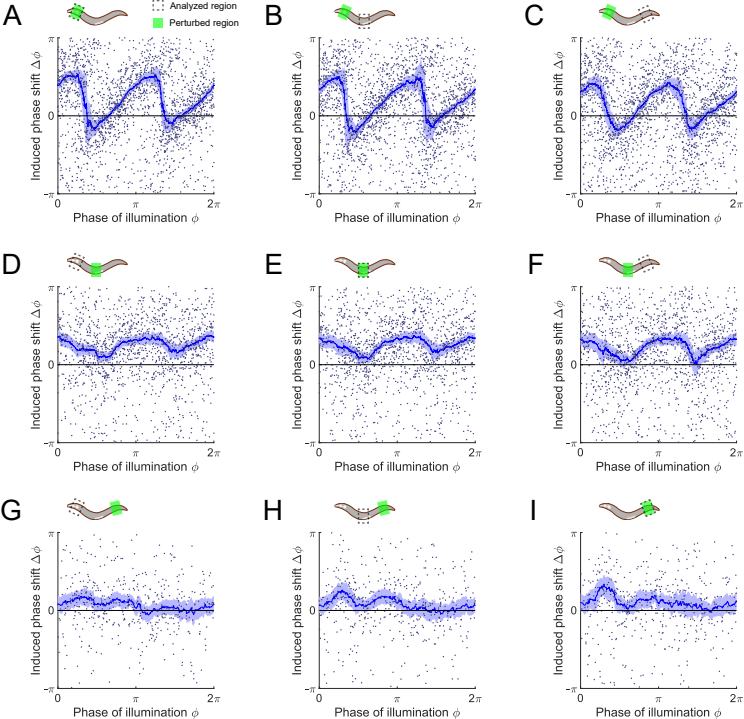 A
B
C
Analyzed region
Perturbed region
Induced phase shift Δϕ
π
0
−π
0
π
2π
Phase of illumination ϕ
Induced phase shift Δϕ
π
0
−π
0
π
2π
Phase of illumination ϕ
Induced phase shift Δϕ
π
0
−π
0
π
2π
Phase of illumination ϕ
D
E
F
Induced phase shift Δϕ
π
0
−π
0
π
2π
Phase of illumination ϕ
Induced phase shift Δϕ
π
0
−π
0
π
2π
Phase of illumination ϕ
Induced phase shift Δϕ
π
0
−π
0
π
2π
Phase of illumination ϕ
G
H
I
Induced phase shift Δϕ
π
0
−π
0
π
2π
Phase of illumination ϕ
Induced phase shift Δϕ
π
0
−π
0
π
2π
Phase of illumination ϕ
Induced phase shift Δϕ
π
0
−π
0
π
2π
Phase of illumination ϕ